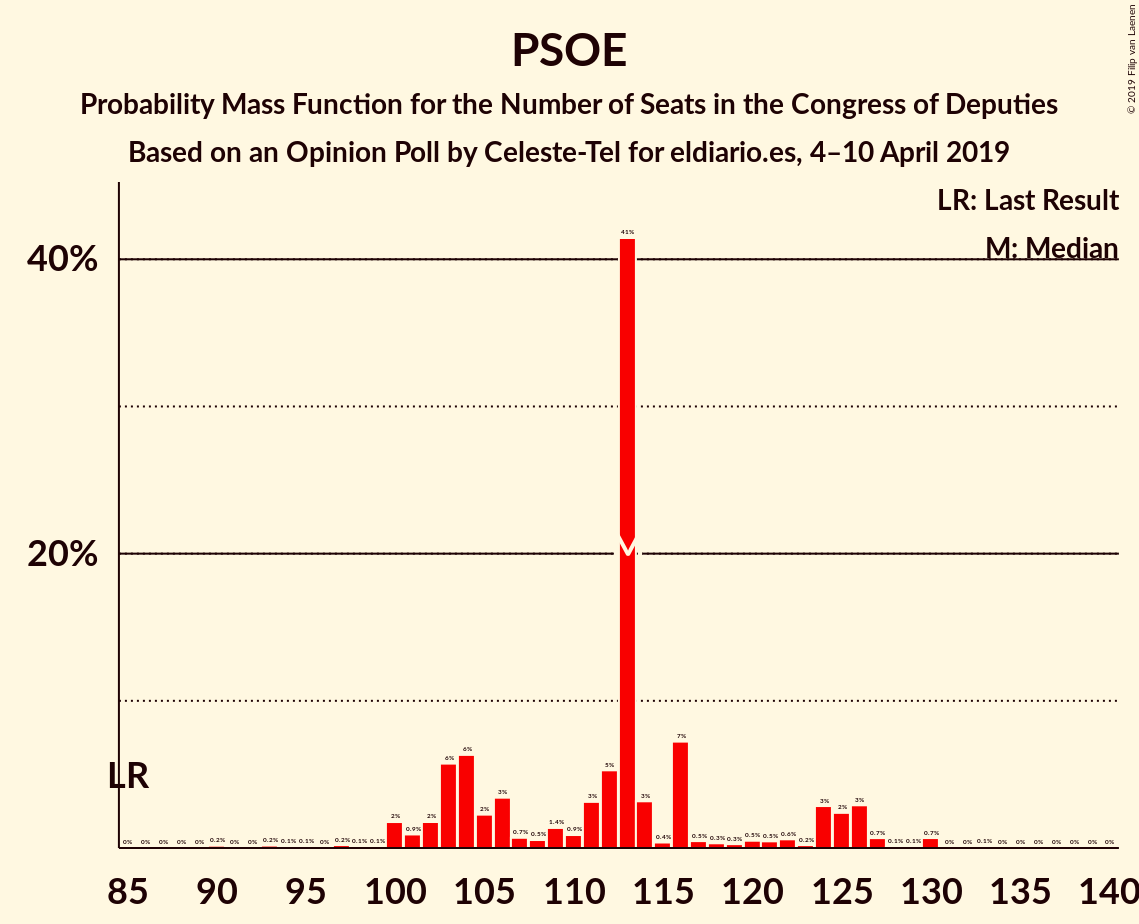 PSOE
Probability Mass Function for the Number of Seats in the Congress of Deputies
Based on an Opinion Poll by Celeste-Tel for eldiario.es, 4–10 April 2019
© 2019 Filip van Laenen
LR: Last Result
M: Median
40%
20%
LR
0% 0% 0% 0% 0% 0.2% 0% 0% 0.2% 0.1% 0.1% 0% 0.2% 0.1% 0.1% 2% 0.9% 2% 6% 6% 2% 3% 0.7% 0.5% 1.4% 0.9% 3% 5% 41% 3% 0.4% 7% 0.5% 0.3% 0.3% 0.5% 0.5% 0.6% 0.2% 3% 2% 3% 0.7% 0.1% 0.1% 0.7% 0% 0% 0.1% 0% 0% 0% 0% 0% 0% 0%
85 90 95 100 105 110 115 120 125 130 135 140